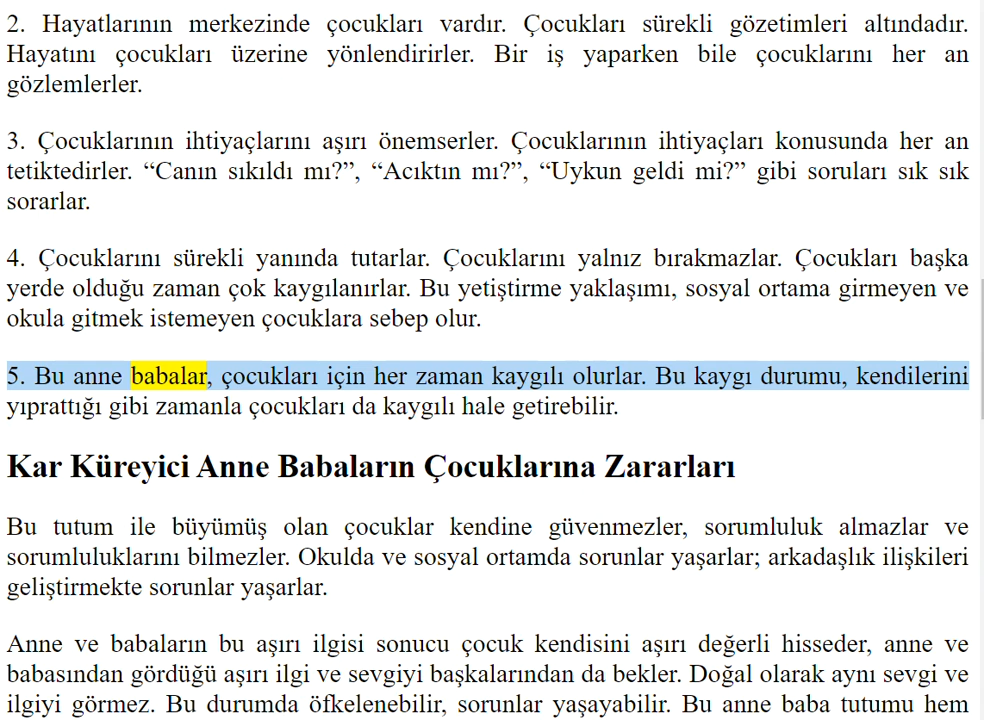 2. Hayatlarının merkezinde çocukları vardır. Çocukları sürekli gözetimleri altındadır.
Hayatını çocukları üzerine yönlendirirler. Bir iş yaparken bile çocuklarını her an
gözlemlerler.
3. Çocuklarının ihtiyaçlarını aşırı önemserler. Çocuklarının ihtiyaçları konusunda her an
tetiktedirler. “Canın sıkıldı mı?”, “Acıktın mı?”, “Uykun geldi mi?” gibi soruları sık sık
sorarlar.
4. Çocuklarını sürekli yanında tutarlar. Çocuklarını yalnız bırakmazlar. Çocukları başka
yerde olduğu zaman çok kaygılanırlar. Bu yetiştirme yaklaşımı, sosyal ortama girmeyen ve
okula gitmek istemeyen çocuklara sebep olur.
5. Bu anne babalar, çocukları için her zaman kaygılı olurlar. Bu kaygı durumu, kendilerini
yıprattığı gibi zamanla çocukları da kaygılı hale getirebilir.
Kar Küreyici Anne Babaların Çocuklarına Zararları
Bu tutum ile büyümüş olan çocuklar kendine güvenmezler, sorumluluk almazlar ve
sorumluluklarını bilmezler. Okulda ve sosyal ortamda sorunlar yaşarlar; arkadaşlık ilişkileri
geliştirmekte sorunlar yaşarlar.
Anne ve babaların bu aşırı ilgisi sonucu çocuk kendisini aşırı değerli hisseder, anne ve
babasından gördüğü aşırı ilgi ve sevgiyi başkalarından da bekler. Doğal olarak aynı sevgi ve
ilgiyi görmez. Bu durumda öfkelenebilir, sorunlar yaşayabilir. Bu anne baba tutumu hem